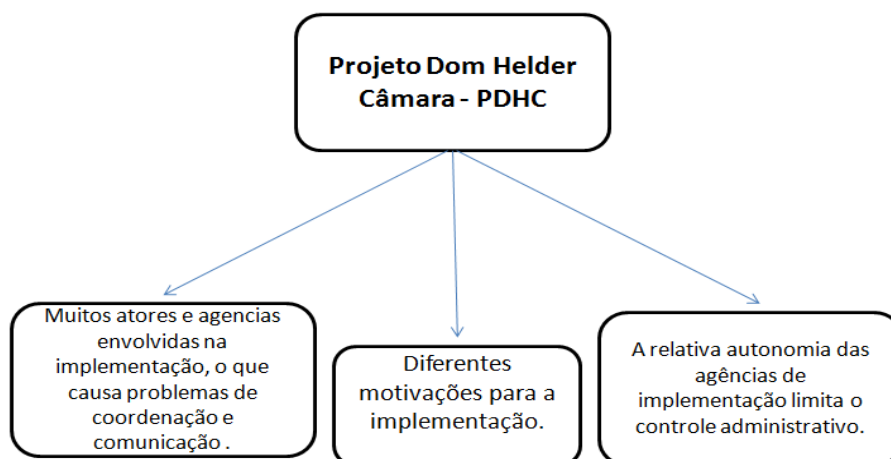 Projeto Dom Helder
Câmara - PDHC
Muitos atores e agencias
envolvidas na
implementação, o que
causa problemas de
coordenação e
comunicação .
Diferentes
motivações para a
implementação.
A relativa autonomia das
agências de
implementação limita o
controle administrativo.